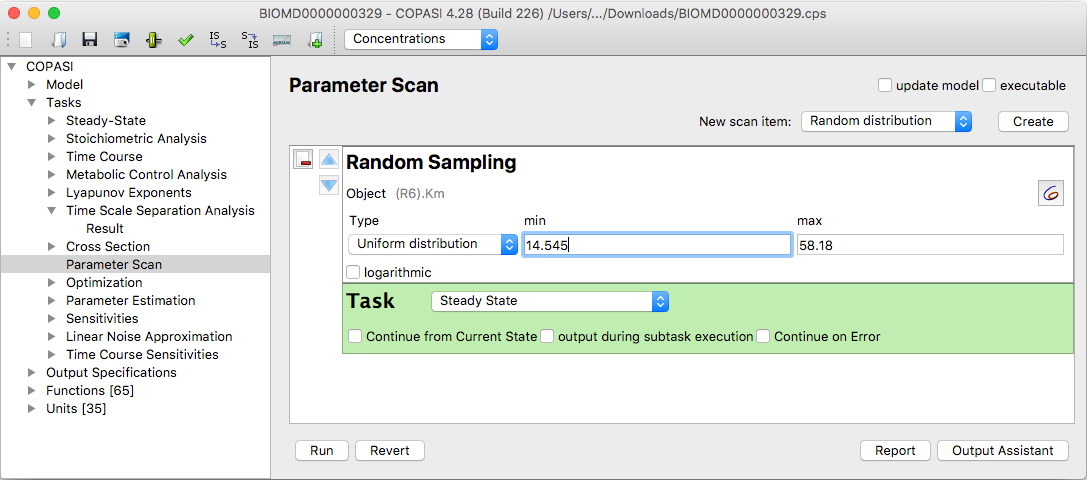 BIOMD0000000329 - COPASI 4.28 (Build 226) /Users/.../Downloads/BIOMD0000000329.cps
IS S S IS MIRIAM Concentrations
COPASI
Model
Tasks
Steady-State
Stoichiometric Analysis
Time Course
Metabolic Control Analysis
Lyapunov Exponents
Time Scale Separation Analysis
Result
Cross Section
Parameter Scan
Optimization
Parameter Estimation
Sensitivities
Linear Noise Approximation
Time Course Sensitivities
Output Specifications
Functions [65]
Units [35]
Parameter Scan
update model executable
New scan item: Random distribution Create
Random Sampling
Object (R6).Km
Type min max
Uniform distribution 14.545 58.18
logarithmic
Task Steady State
Continue from Current State output during subtask execution Continue on Error
Run Revert Report Output Assistant